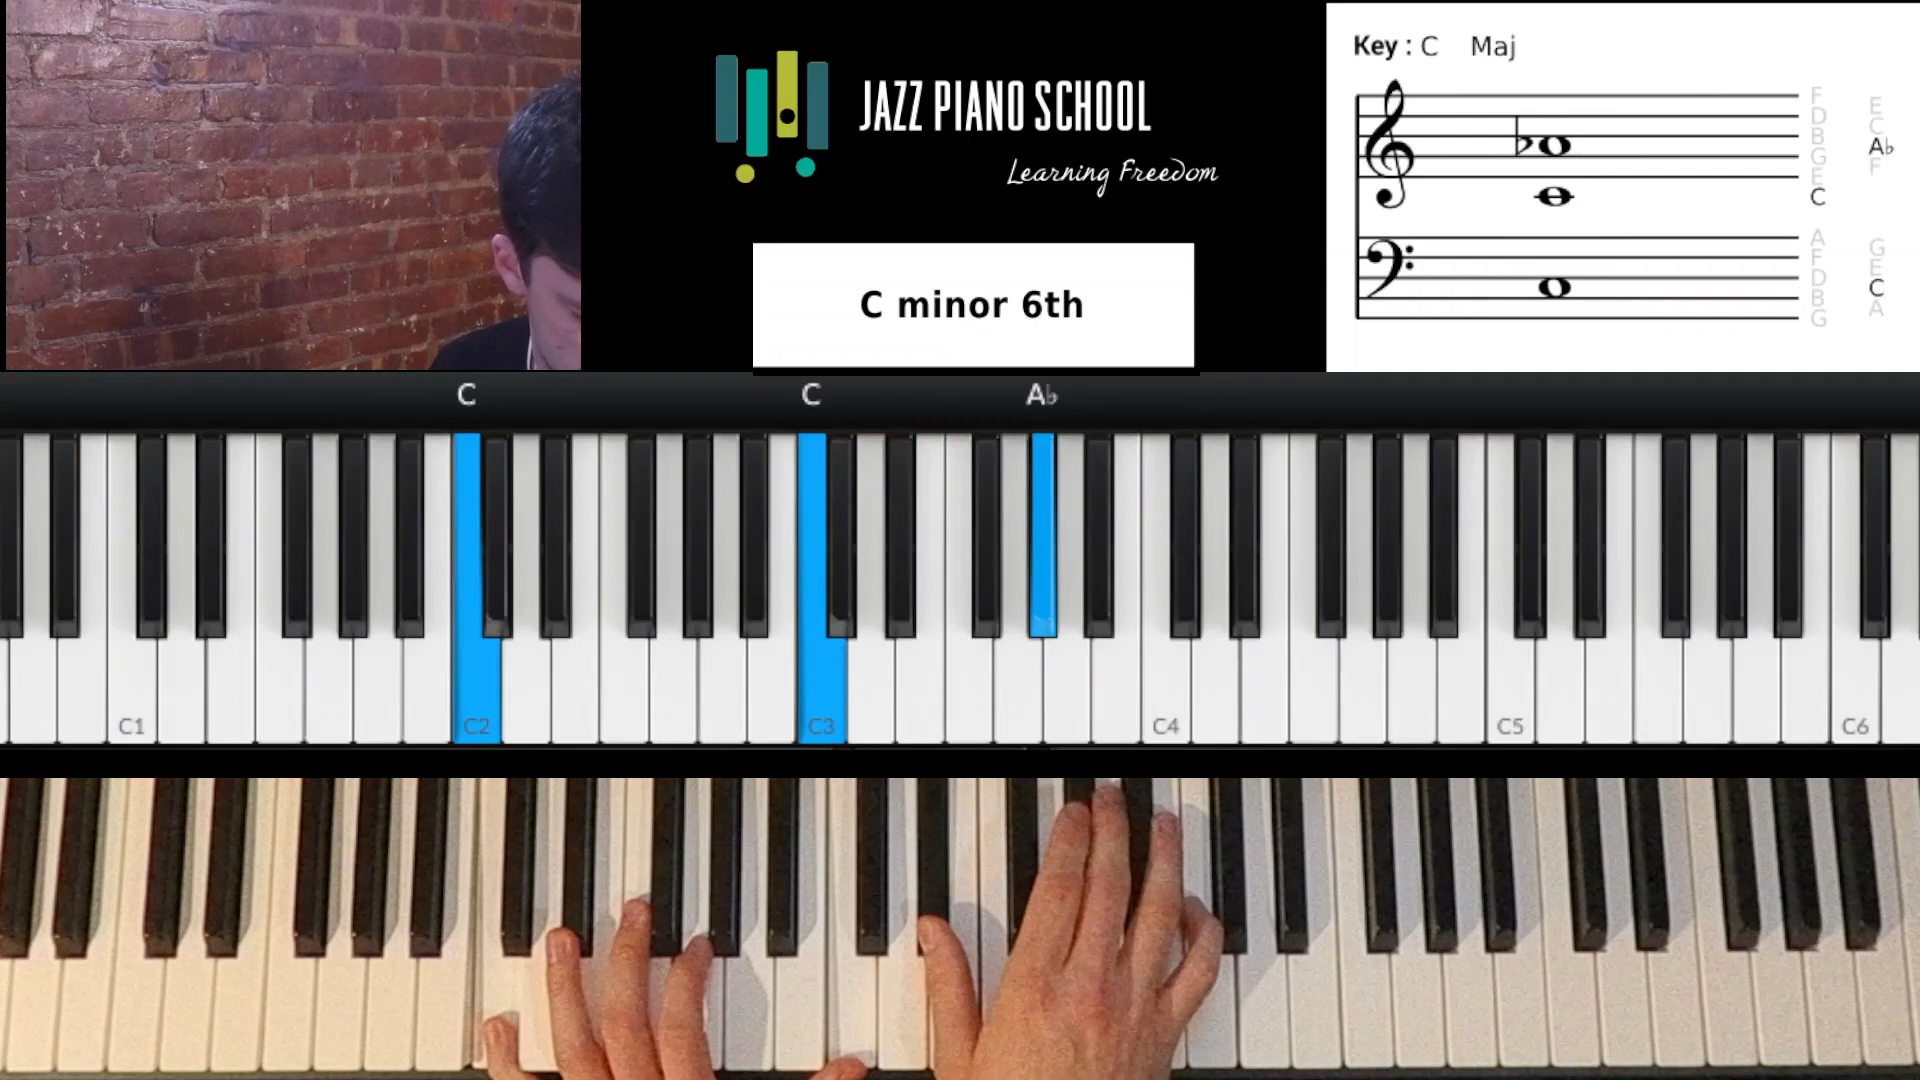 JAZZ PIANO SCHOOL
Learning Freedom
C minor 6th
Key : C Maj
F
D
B
G
E
C
E
C
A♭
F
A
F
D
B
G
G
E
C
A
C C A♭
C1 C2 C3 C4 C5 C6